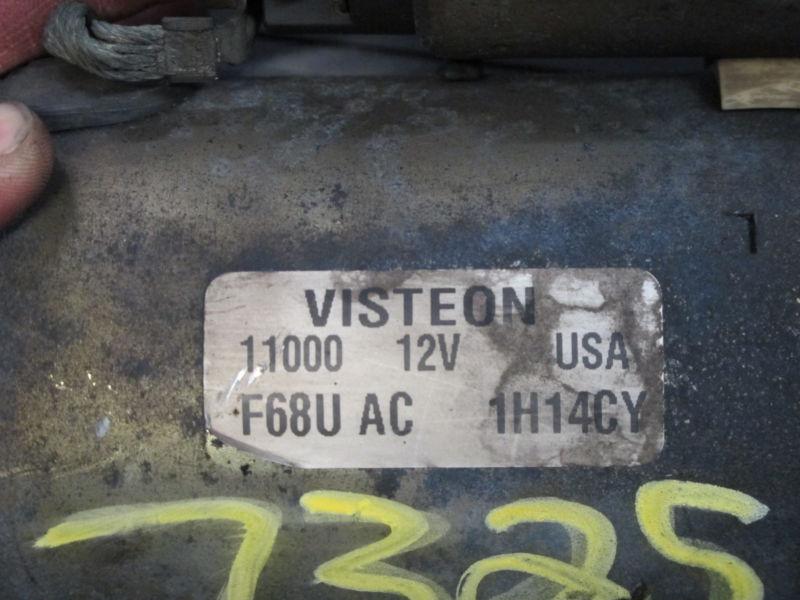 VISTEON
11000 12V USA
F68U AC 1H14CY
7325